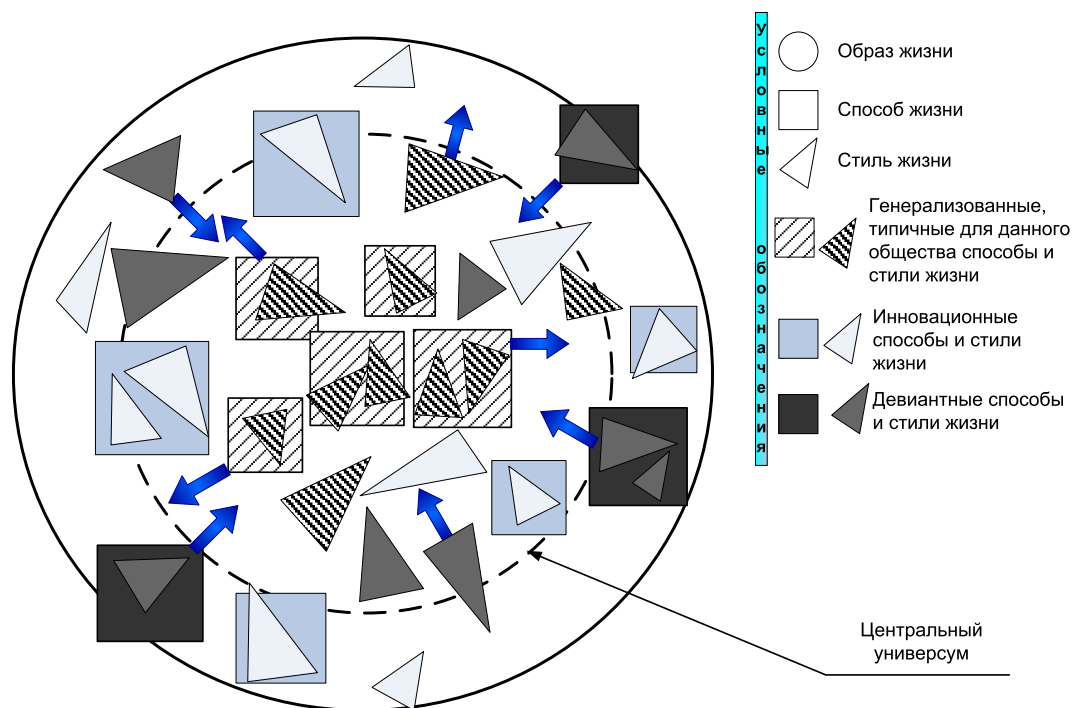 Условные обозначения
Образ жизни
Способ жизни
Стиль жизни
Генерализованные,
типичные для данного
общества способы и
стили жизни
Инновационные
способы и стили
жизни
Девиантные способы
и стили жизни
Центральный
универсум